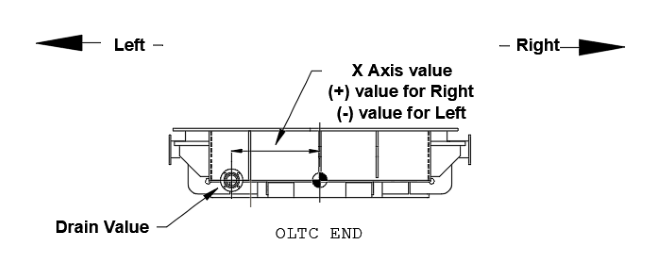 Left
Right
X Axis value
(+) value for Right
(-) value for Left
Drain Value
OLTC END